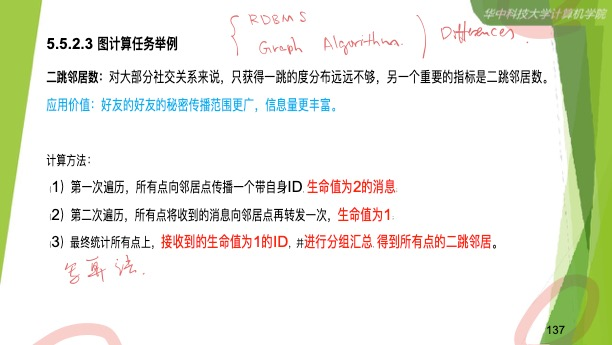 华中科技大学计算机学院
RDBMS
Graph Algorithm. Differences.
5.5.2.3 图计算任务举例
二跳邻居数：对大部分社交关系来说，只获得一跳的度分布远远不够，另一个重要的指标是二跳邻居数。
应用价值：好友的好友的秘密传播范围更广，信息量更丰富。
计算方法：
（1）第一次遍历，所有点向邻居点传播一个带自身ID，生命值为2的消息；
（2）第二次遍历，所有点将收到的消息向邻居点再转发一次，生命值为1；
（3）最终统计所有点上，接收到的生命值为1的ID，并进行分组汇总，得到所有点的二跳邻居。
写算法.
137